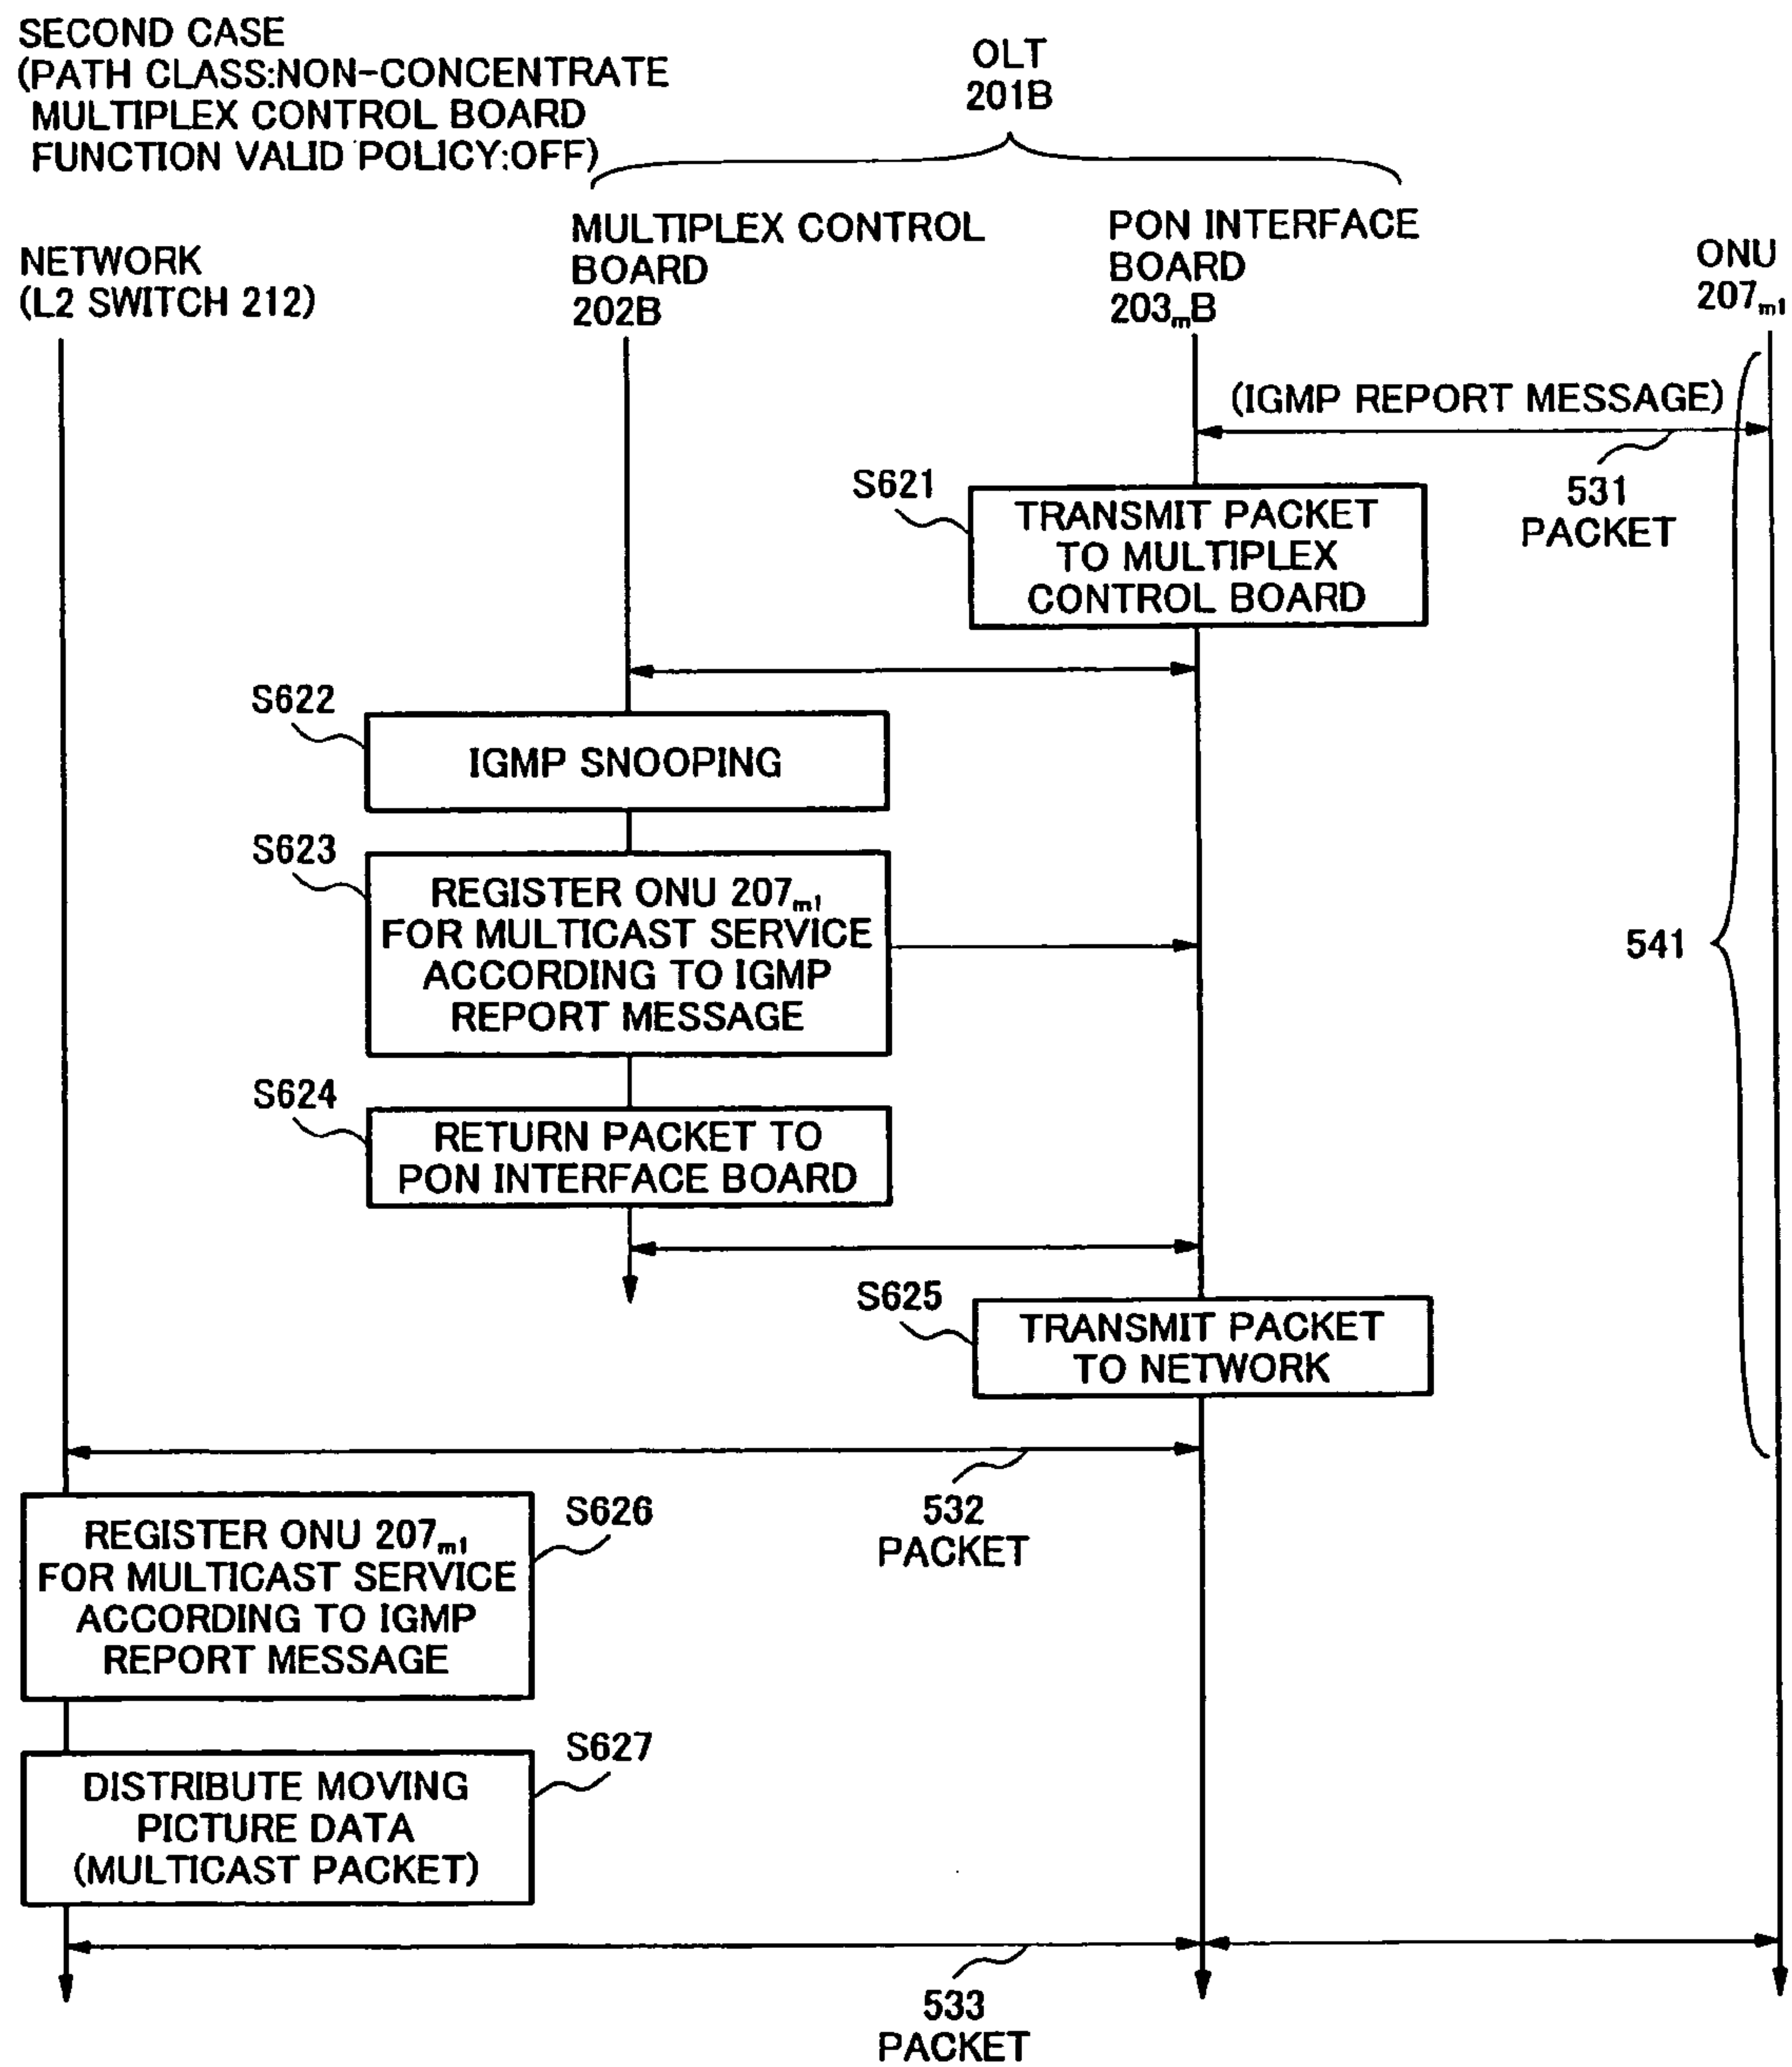 SECOND CASE
(PATH CLASS:NON-CONCENTRATE
MULTIPLEX CONTROL BOARD
FUNCTION VALID POLICY:OFF)
OLT
201B
NETWORK
(L2 SWITCH 212)
MULTIPLEX CONTROL
BOARD
202B
PON INTERFACE
BOARD
203mB
ONU
207m1
(IGMP REPORT MESSAGE)
531
PACKET
S621
TRANSMIT PACKET
TO MULTIPLEX
CONTROL BOARD
S622
IGMP SNOOPING
S623
REGISTER ONU 207m1
FOR MULTICAST SERVICE
ACCORDING TO IGMP
REPORT MESSAGE
541
S624
RETURN PACKET TO
PON INTERFACE BOARD
S625
TRANSMIT PACKET
TO NETWORK
532
PACKET
S626
REGISTER ONU 207m1
FOR MULTICAST SERVICE
ACCORDING TO IGMP
REPORT MESSAGE
S627
DISTRIBUTE MOVING
PICTURE DATA
(MULTICAST PACKET)
533
PACKET